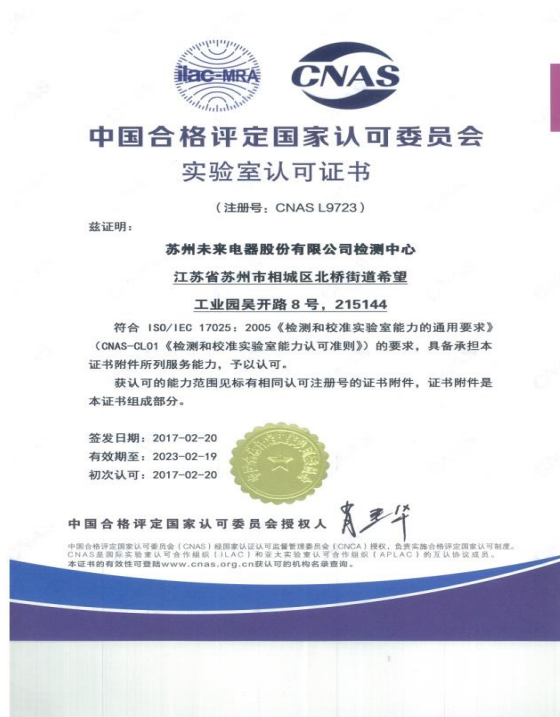 ilac-MRA
CNAS
中国合格评定国家认可委员会
实验室认可证书
（注册号：CNAS L9723）
兹证明：
苏州未来电器股份有限公司检测中心
江苏省苏州市相城区北桥街道希望
工业园吴开路 8 号，215144
符合 ISO/IEC 17025：2005《检测和校准实验室能力的通用要求》
（CNAS-CL01《检测和校准实验室能力认可准则》）的要求，具备承担本
证书附件所列服务能力，予以认可。
获认可的能力范围见标有相同认可注册号的证书附件，证书附件是
本证书组成部分。
签发日期：2017-02-20
有效期至：2023-02-19
初次认可：2017-02-20
中国合格评定国家认可委员会授权人
中国合格评定国家认可委员会（CNAS）经国家认证认可监督管理委员会（CNCA）授权，负责实施合格评定国家认可制度。
CNAS是国际实验室认可合作组织（ILAC）和亚太实验室认可合作组织（APLAC）的互认协议成员。
本证书的有效性可登陆www.cnas.org.cn获认可的机构名录查询。